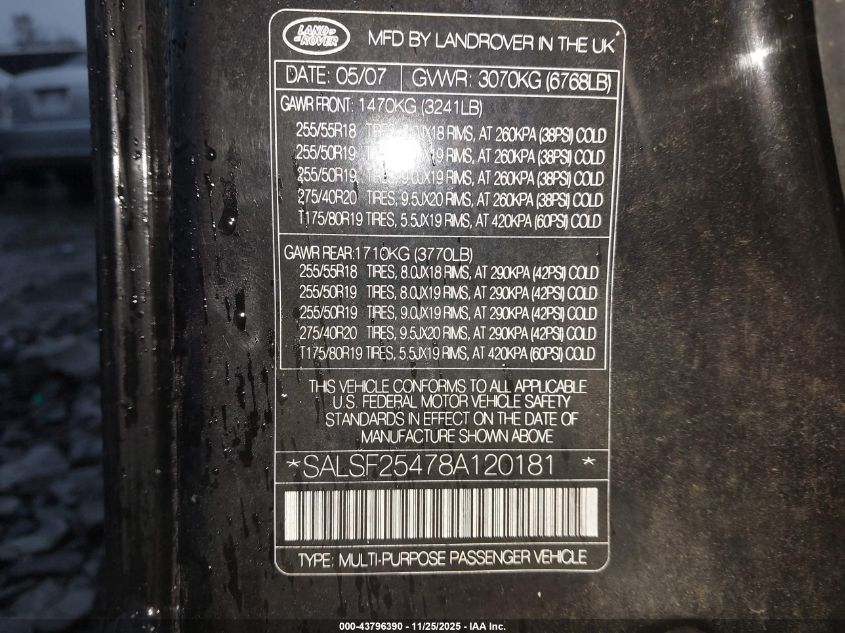 LAND
ROVER
MFD BY LANDROVER IN THE UK
DATE: 05/07 GVWR: 3070KG (6768LB)
GAWR FRONT: 1470KG (3241LB)
255/55R18 TIRES, 8.0JX18 RIMS, AT 260KPA (38PSI) COLD
255/50R19 RIMS, AT 260KPA (38PSI) COLD
255/50R19 RIMS, AT 260KPA (38PSI) COLD
275/40R20 TIRES, 9.5JX20 RIMS, AT 260KPA (38PSI) COLD
T175/80R19 TIRES, 5.5JX19 RIMS, AT 420KPA (60PSI) COLD
GAWR REAR: 1710KG (3770LB)
255/55R18 TIRES, 8.0JX18 RIMS, AT 290KPA (42PSI) COLD
255/50R19 TIRES, 8.0JX19 RIMS, AT 290KPA (42PSI) COLD
255/50R19 TIRES, 9.0JX19 RIMS, AT 290KPA (42PSI) COLD
275/40R20 TIRES, 9.5JX20 RIMS, AT 290KPA (42PSI) COLD
T175/80R19 TIRES, 5.5JX19 RIMS, AT 420KPA (60PSI) COLD
THIS VEHICLE CONFORMS TO ALL APPLICABLE
U.S. FEDERAL MOTOR VEHICLE SAFETY
STANDARDS IN EFFECT ON THE DATE OF
MANUFACTURE SHOWN ABOVE
*SALSF25478A120181 *
TYPE: MULTI-PURPOSE PASSENGER VEHICLE
000-43796390 - 11/25/2025 - IAA Inc.